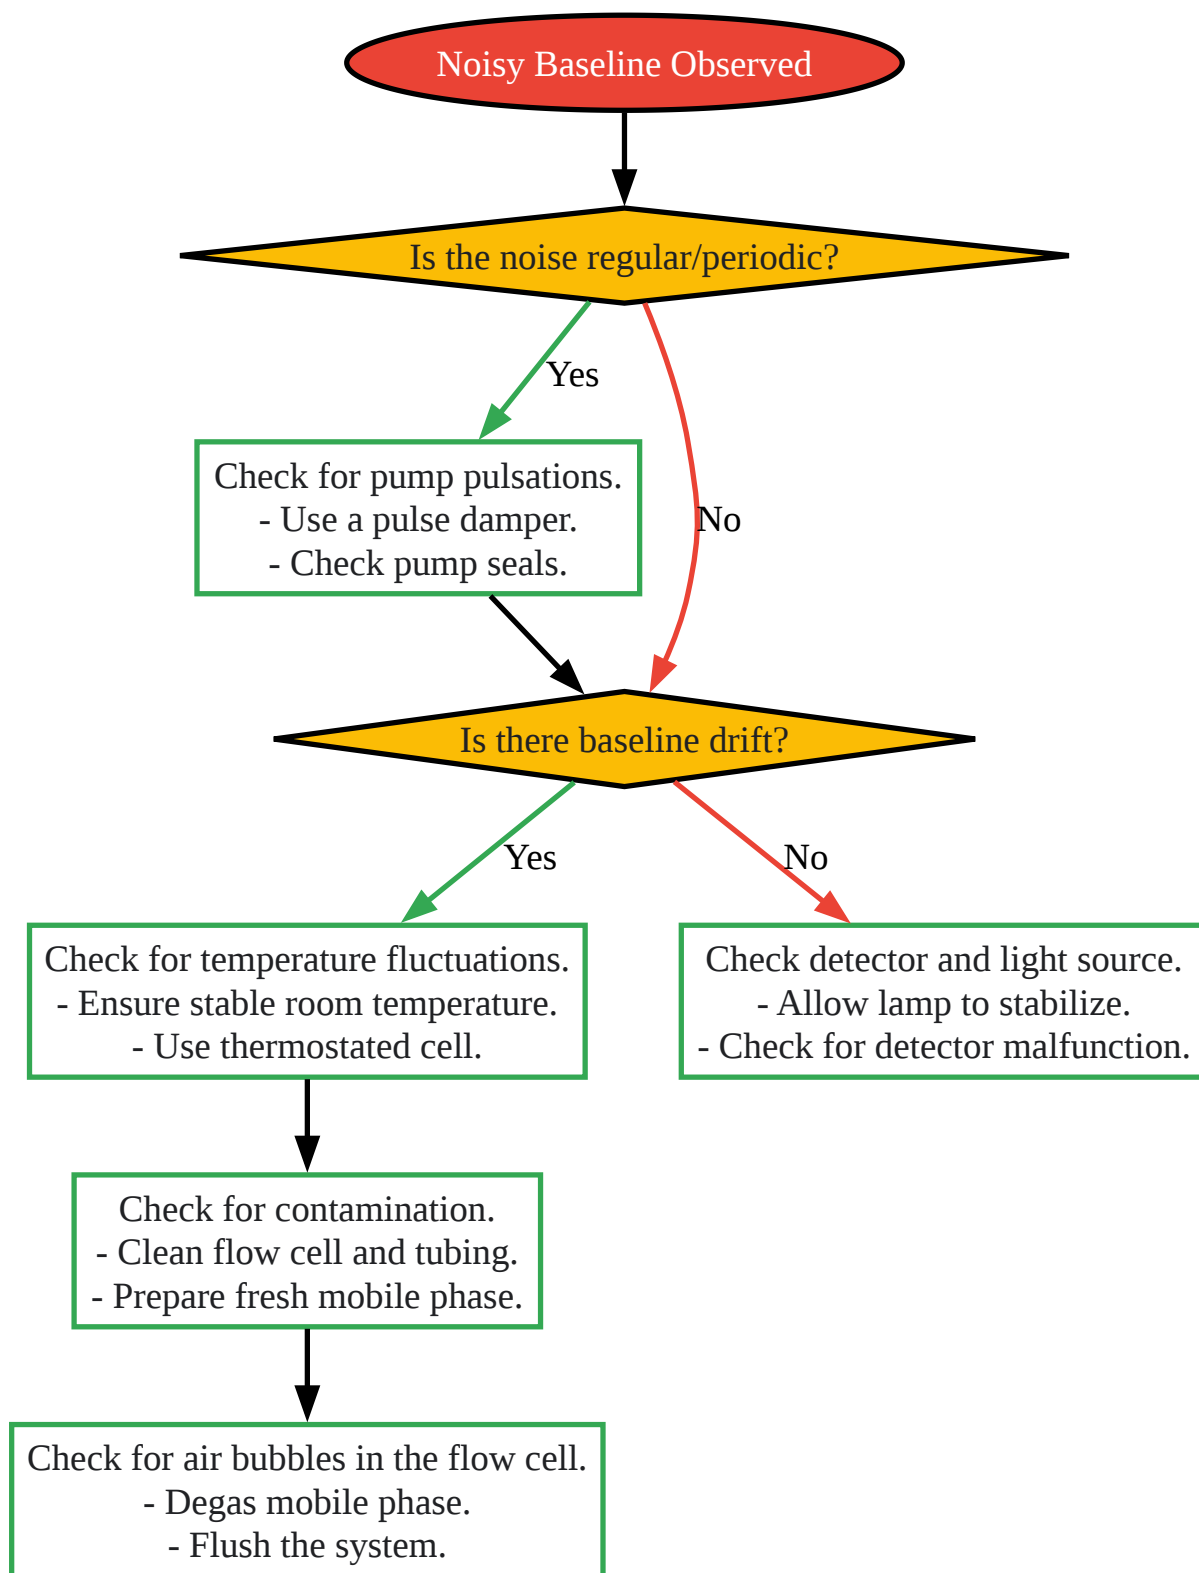 Noisy Baseline Observed
Is the noise regular/periodic?
Yes
Check for pump pulsations.
- Use a pulse damper.
- Check pump seals.
No
Is there baseline drift?
Yes
No
Check for temperature fluctuations.
- Ensure stable room temperature.
- Use thermostated cell.
Check detector and light source.
- Allow lamp to stabilize.
- Check for detector malfunction.
Check for contamination.
- Clean flow cell and tubing.
- Prepare fresh mobile phase.
Check for air bubbles in the flow cell.
- Degas mobile phase.
- Flush the system.